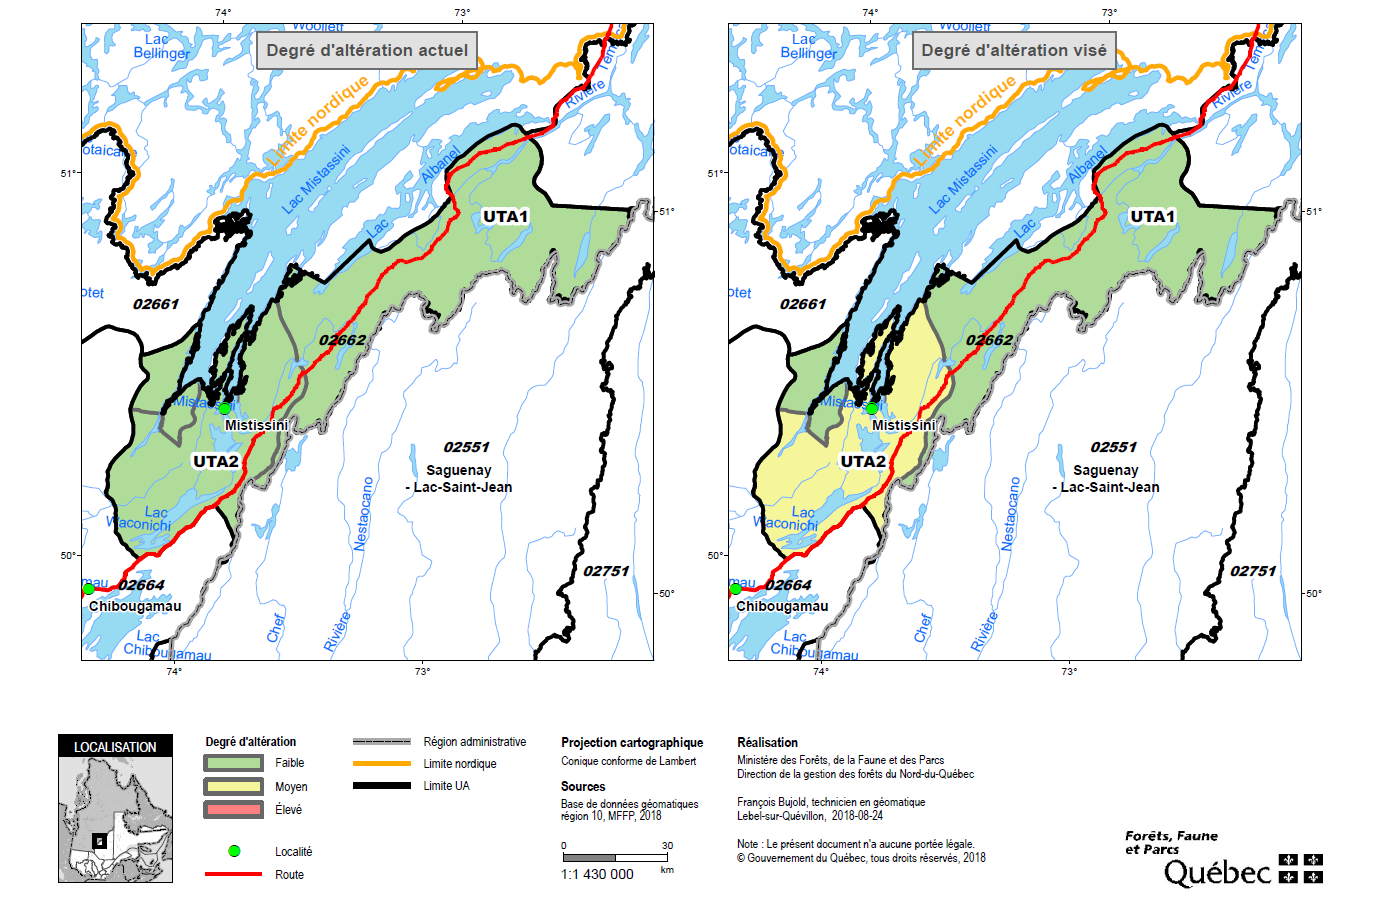 74°
73°
Woollett
Degré d'altération actuel
Lac
Bellinger
Limite nordique
Rivière
Tem
otaica
51°
Lac Mistassini
Albanel
Lac
UTA1
51°
otet
02661
02662
Mistassini
Mistissini
UTA2
02551
Saguenay
- Lac-Saint-Jean
Lac
Waconichi
Nestaocano
50°
mau
02664
Chibougamau
02751
50°
Chef
Rivière
Lac
Chibougamau
74°
73°
74°
73°
Woollett
Degré d'altération visé
Lac
Bellinger
Limite nordique
Rivière
Tem
otaica
51°
Lac Mistassini
Albanel
Lac
UTA1
51°
otet
02661
02662
Mistassini
Mistissini
UTA2
02551
Saguenay
- Lac-Saint-Jean
Lac
Waconichi
Nestaocano
50°
mau
02664
Chibougamau
02751
50°
Chef
Rivière
Lac
Chibougamau
74°
73°
LOCALISATION
Degré d'altération
Faible
Moyen
Élevé
Localité
Route
Région administrative
Limite nordique
Limite UA
Projection cartographique
Conique conforme de Lambert
Sources
Base de données géomatiques
région 10, MFFP, 2018
0 30
km
1:1 430 000
Réalisation
Ministère des Forêts, de la Faune et des Parcs
Direction de la gestion des forêts du Nord-du-Québec
François Bujold, technicien en géomatique
Lebel-sur-Quévillon, 2018-08-24
Note : Le présent document n'a aucune portée légale.
© Gouvernement du Québec, tous droits réservés, 2018
Forêts, Faune
et Parcs
Québec